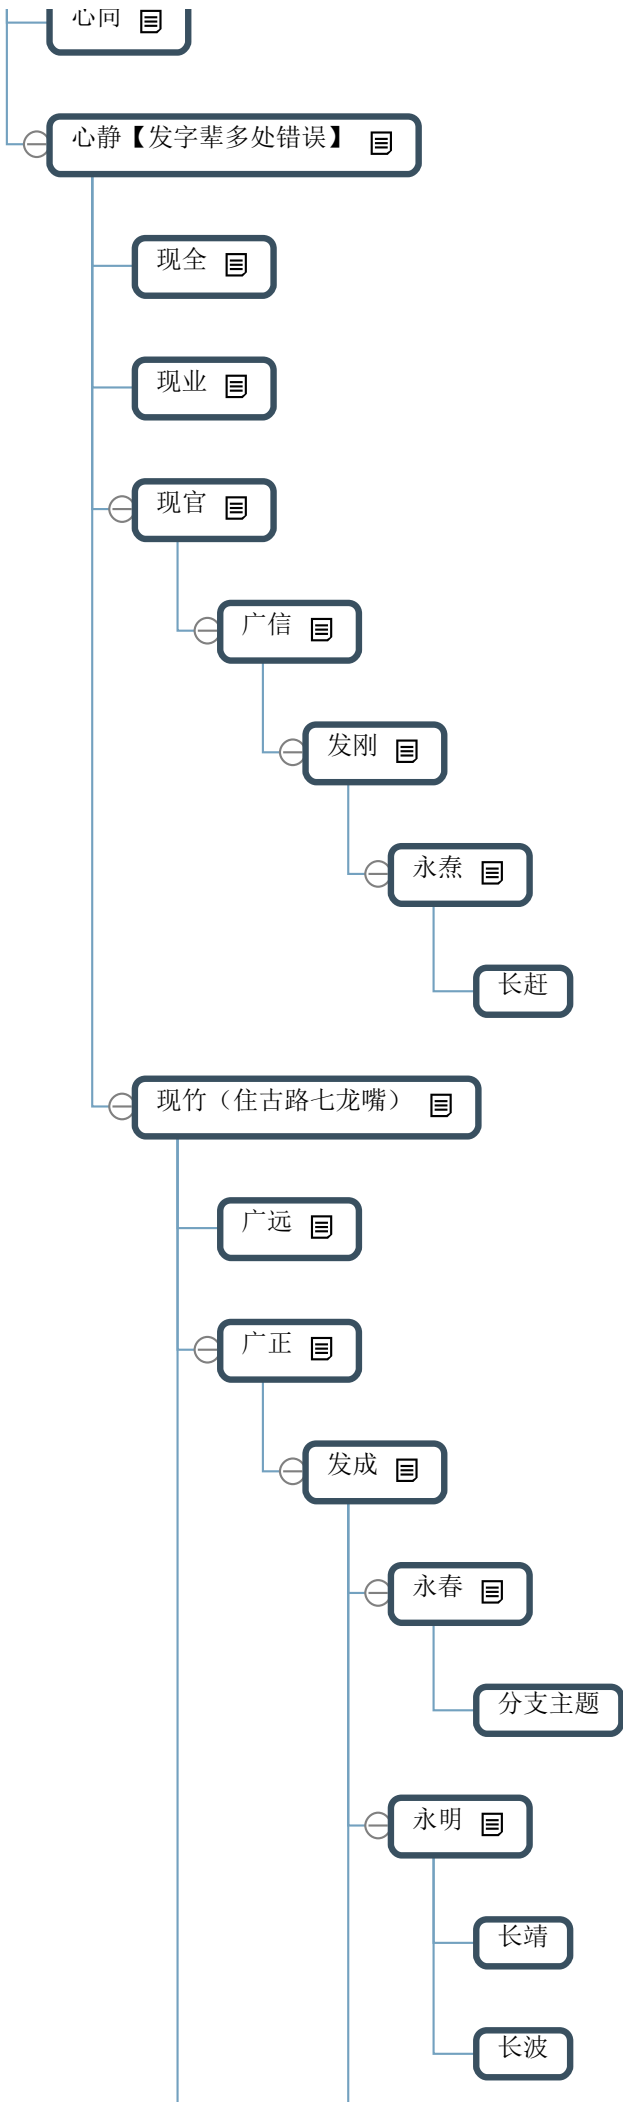 心向
心静【发字辈多处错误】
现全
现业
现官
广信
发刚
永焘
长赶
现竹（住古路七龙嘴）
广远
广正
发成
永春
分支主题
永明
长靖
长波